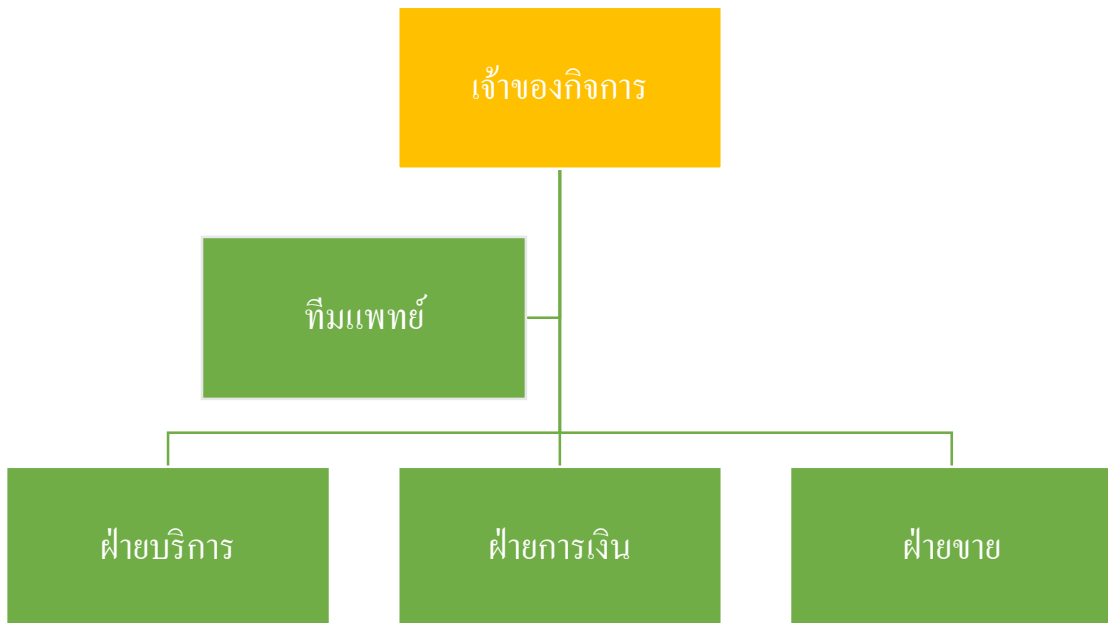 เจ้าของกิจการ
ทีมแพทย์
ฝ่ายบริการ
ฝ่ายการเงิน
ฝ่ายขาย